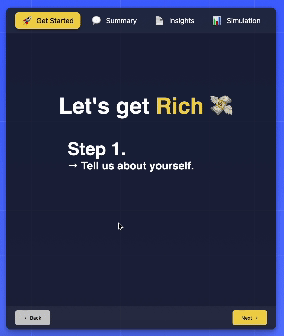 🚀 Get Started 💬 Summary 📄 Insights 📊 Simulation
Let's get Rich 💸
Step 1.
→ Tell us about yourself.
‹ Back Next ›